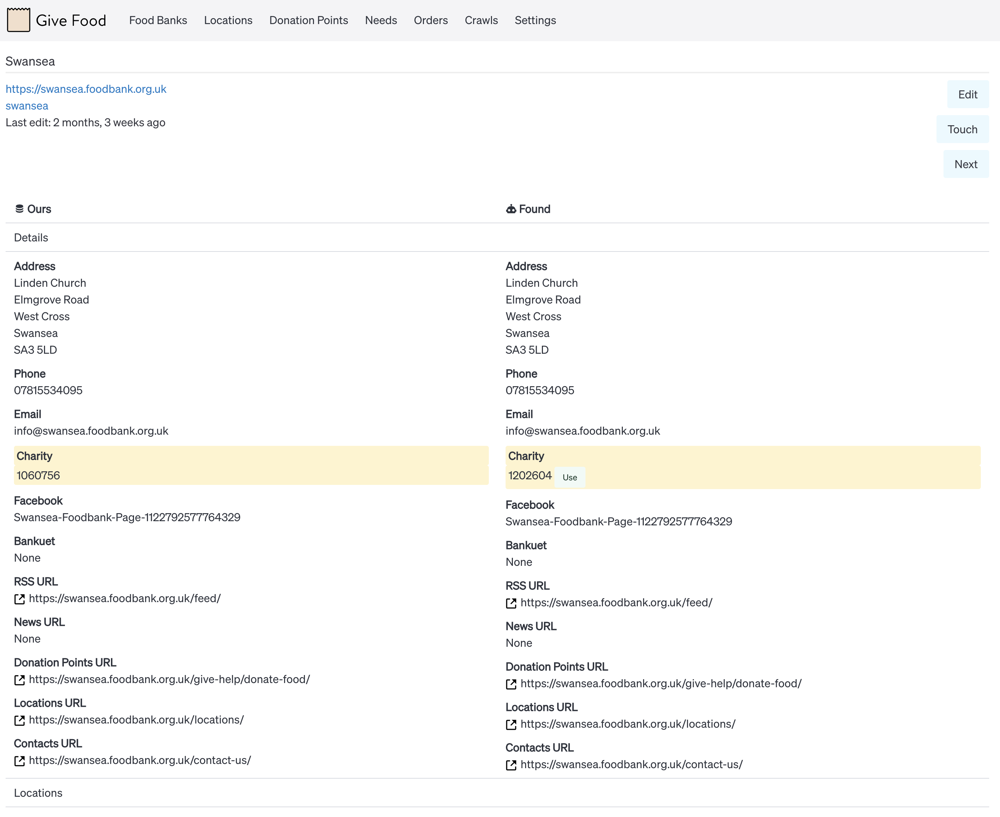 Give Food Food Banks Locations Donation Points Needs Orders Crawls Settings
Swansea
https://swansea.foodbank.org.uk
swansea
Last edit: 2 months, 3 weeks ago
Edit
Touch
Next
Ours
Found
Details
Address
Linden Church
Elmgrove Road
West Cross
Swansea
SA3 5LD
Phone
07815534095
Email
info@swansea.foodbank.org.uk
Charity
1060756
Facebook
Swansea-Foodbank-Page-1122792577764329
Bankuet
None
RSS URL
https://swansea.foodbank.org.uk/feed/
News URL
None
Donation Points URL
https://swansea.foodbank.org.uk/give-help/donate-food/
Locations URL
https://swansea.foodbank.org.uk/locations/
Contacts URL
https://swansea.foodbank.org.uk/contact-us/
Address
Linden Church
Elmgrove Road
West Cross
Swansea
SA3 5LD
Phone
07815534095
Email
info@swansea.foodbank.org.uk
Charity
1202604 Use
Facebook
Swansea-Foodbank-Page-1122792577764329
Bankuet
None
RSS URL
https://swansea.foodbank.org.uk/feed/
News URL
None
Donation Points URL
https://swansea.foodbank.org.uk/give-help/donate-food/
Locations URL
https://swansea.foodbank.org.uk/locations/
Contacts URL
https://swansea.foodbank.org.uk/contact-us/
Locations